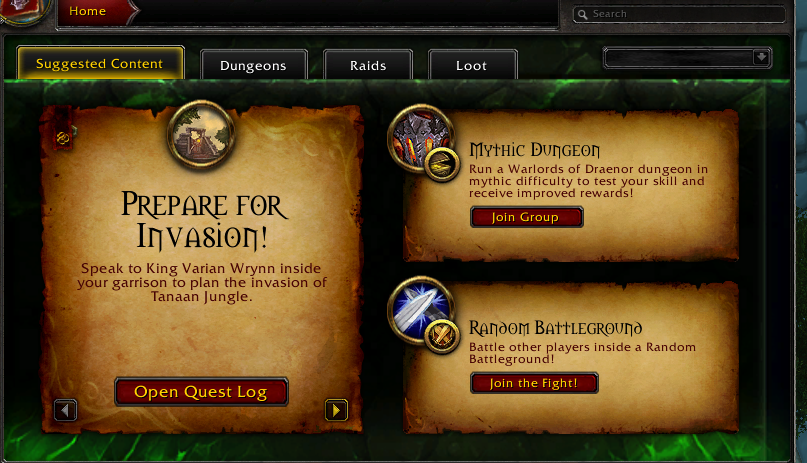 Home
Search
Suggested Content
Dungeons
Raids
Loot
Prepare for
Invasion!
Speak to King Varian Wrynn inside
your garrison to plan the invasion of
Tanaan Jungle.
Open Quest Log
Mythic Dungeon
Run a Warlords of Draenor dungeon in
mythic difficulty to test your skill and
receive improved rewards!
Join Group
Random Battleground
Battle other players inside a Random
Battleground!
Join the Fight!